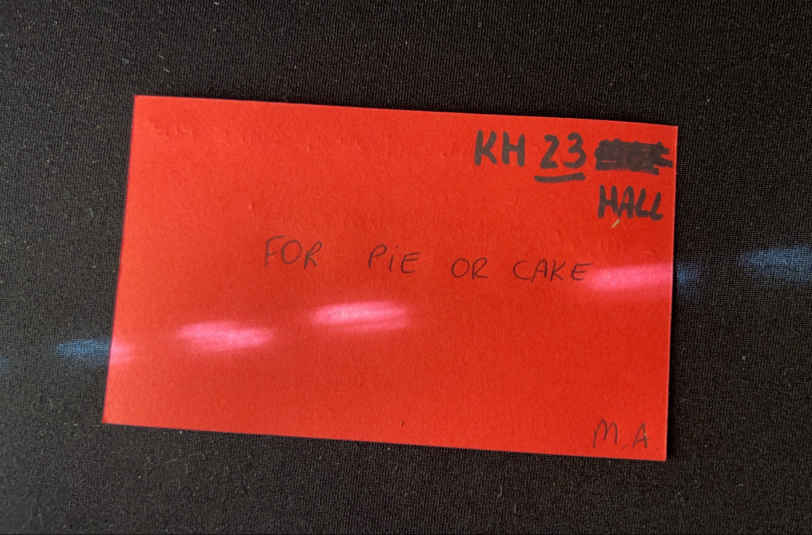 KH 23
HALL
FOR PiE OR CAKE
M A